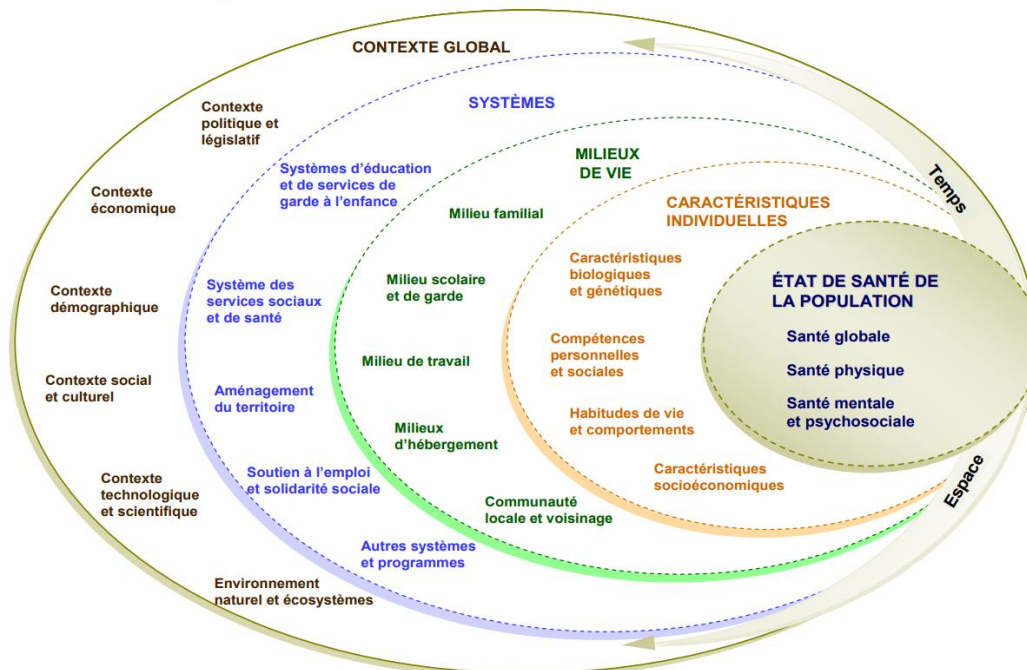 CONTEXTE GLOBAL
Contexte
politique et
législatif
Contexte
économique
Contexte
démographique
Contexte social
et culturel
Contexte
technologique
et scientifique
Environnement
naturel et écosystèmes
SYSTÈMES
Systèmes d'éducation
et de services de
garde à l'enfance
Système des
services sociaux
et de santé
Aménagement
du territoire
Soutien à l'emploi
et solidarité sociale
Autres systèmes
et programmes
MILIEUX
DE VIE
Milieu familial
Milieu scolaire
et de garde
Milieu de travail
Milieux
d'hébergement
Communauté
locale et voisinage
CARACTÉRISTIQUES
INDIVIDUELLES
Caractéristiques
biologiques
et génétiques
Compétences
personnelles
et sociales
Habitudes de vie
et comportements
Caractéristiques
socioéconomiques
ÉTAT DE SANTÉ DE
LA POPULATION
Santé globale
Santé physique
Santé mentale
et psychosociale
Temps
Espace